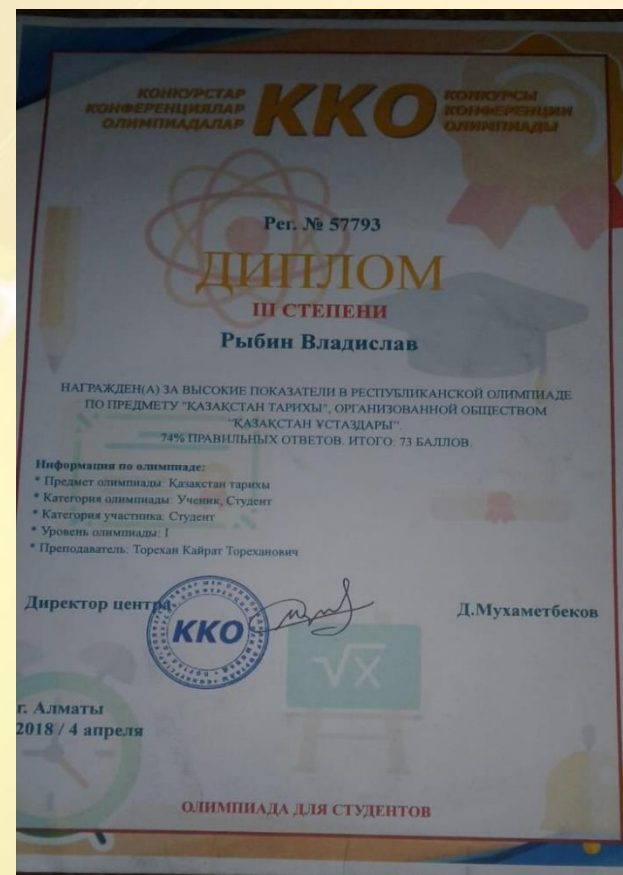 КОНКУРСТАР
КОНФЕРЕНЦИЯЛАР
ОЛИМПИАДАЛАР
ККО
КОНКУРСЫ
КОНФЕРЕНЦИИ
ОЛИМПИАДЫ
Рег. № 57793
ДИПЛОМ
III СТЕПЕНИ
Рыбин Владислав
НАГРАЖДЕН(А) ЗА ВЫСОКИЕ ПОКАЗАТЕЛИ В РЕСПУБЛИКАНСКОЙ ОЛИМПИАДЕ
ПО ПРЕДМЕТУ "ҚАЗАҚСТАН ТАРИХЫ", ОРГАНИЗОВАННОЙ ОБЩЕСТВОМ
"ҚАЗАҚСТАН ҰСТАЗДАРЫ".
74% ПРАВИЛЬНЫХ ОТВЕТОВ. ИТОГО: 73 БАЛЛОВ.
Информация по олимпиаде:
* Предмет олимпиады: Қазақстан тарихы
* Категория олимпиады: Ученик, Студент
* Категория участника: Студент
* Уровень олимпиады: I
* Преподаватель: Торехан Кайрат Тореханович
Директор центра
ККО
Д.Мухаметбеков
√x
г. Алматы
2018 / 4 апреля
ОЛИМПИАДА ДЛЯ СТУДЕНТОВ